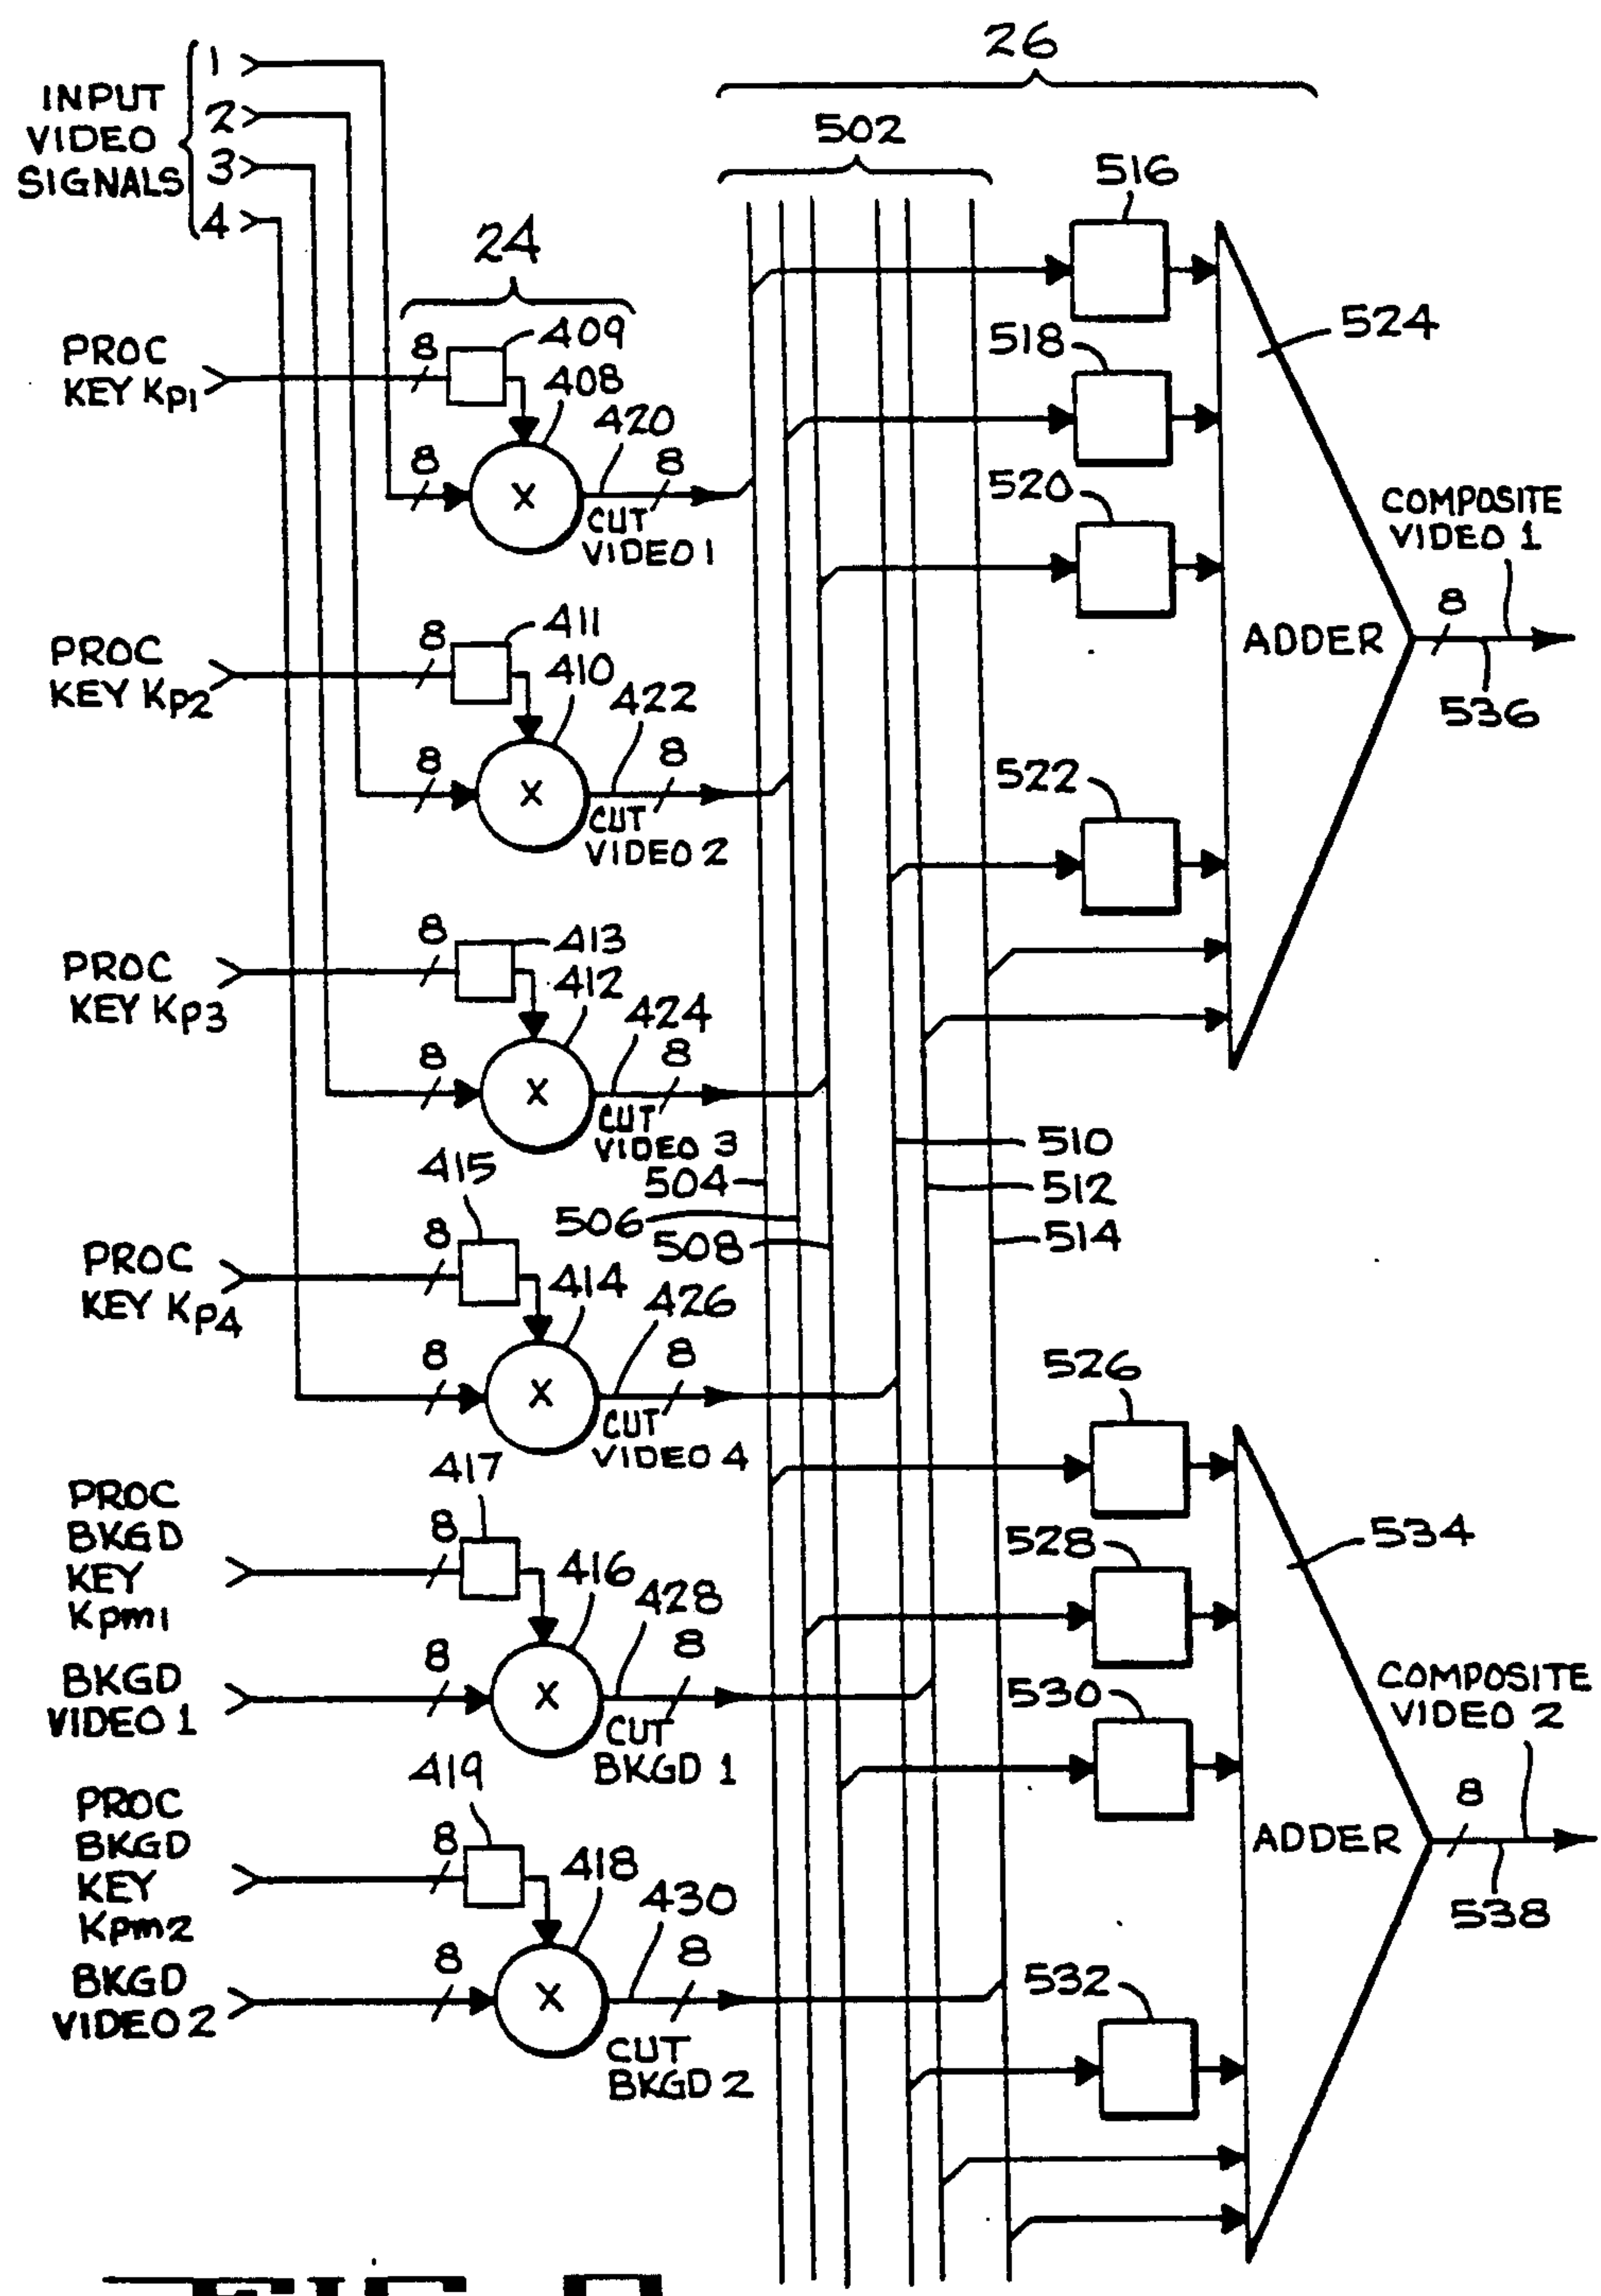 26
502
INPUT
VIDEO
SIGNALS
1
2
3
4
24
516
518
520
522
524
PROC
KEY Kp1
8
409
408
420
8
8
CUT
VIDEO 1
COMPOSITE
VIDEO 1
8
ADDER
536
PROC
KEY Kp2
8
411
410
422
8
8
CUT
VIDEO 2
PROC
KEY Kp3
8
413
412
424
8
8
CUT
VIDEO 3
504
506
508
510
512
514
PROC
KEY Kp4
415
8
414
426
8
8
CUT
VIDEO 4
526
528
530
532
534
PROC
BKGD
KEY
Kpm1
417
8
416
428
BKGD
VIDEO 1
8
8
CUT
BKGD 1
COMPOSITE
VIDEO 2
8
ADDER
538
PROC
BKGD
KEY
Kpm2
419
8
418
430
BKGD
VIDEO 2
8
8
CUT
BKGD 2